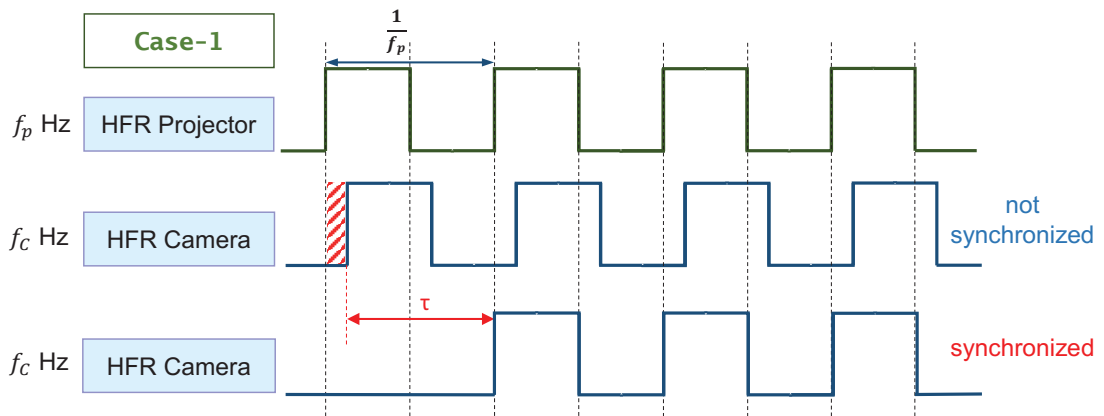 Case-1
1
f_p
f_p Hz
HFR Projector
f_C Hz
HFR Camera
not
synchronized
τ
f_C Hz
HFR Camera
synchronized